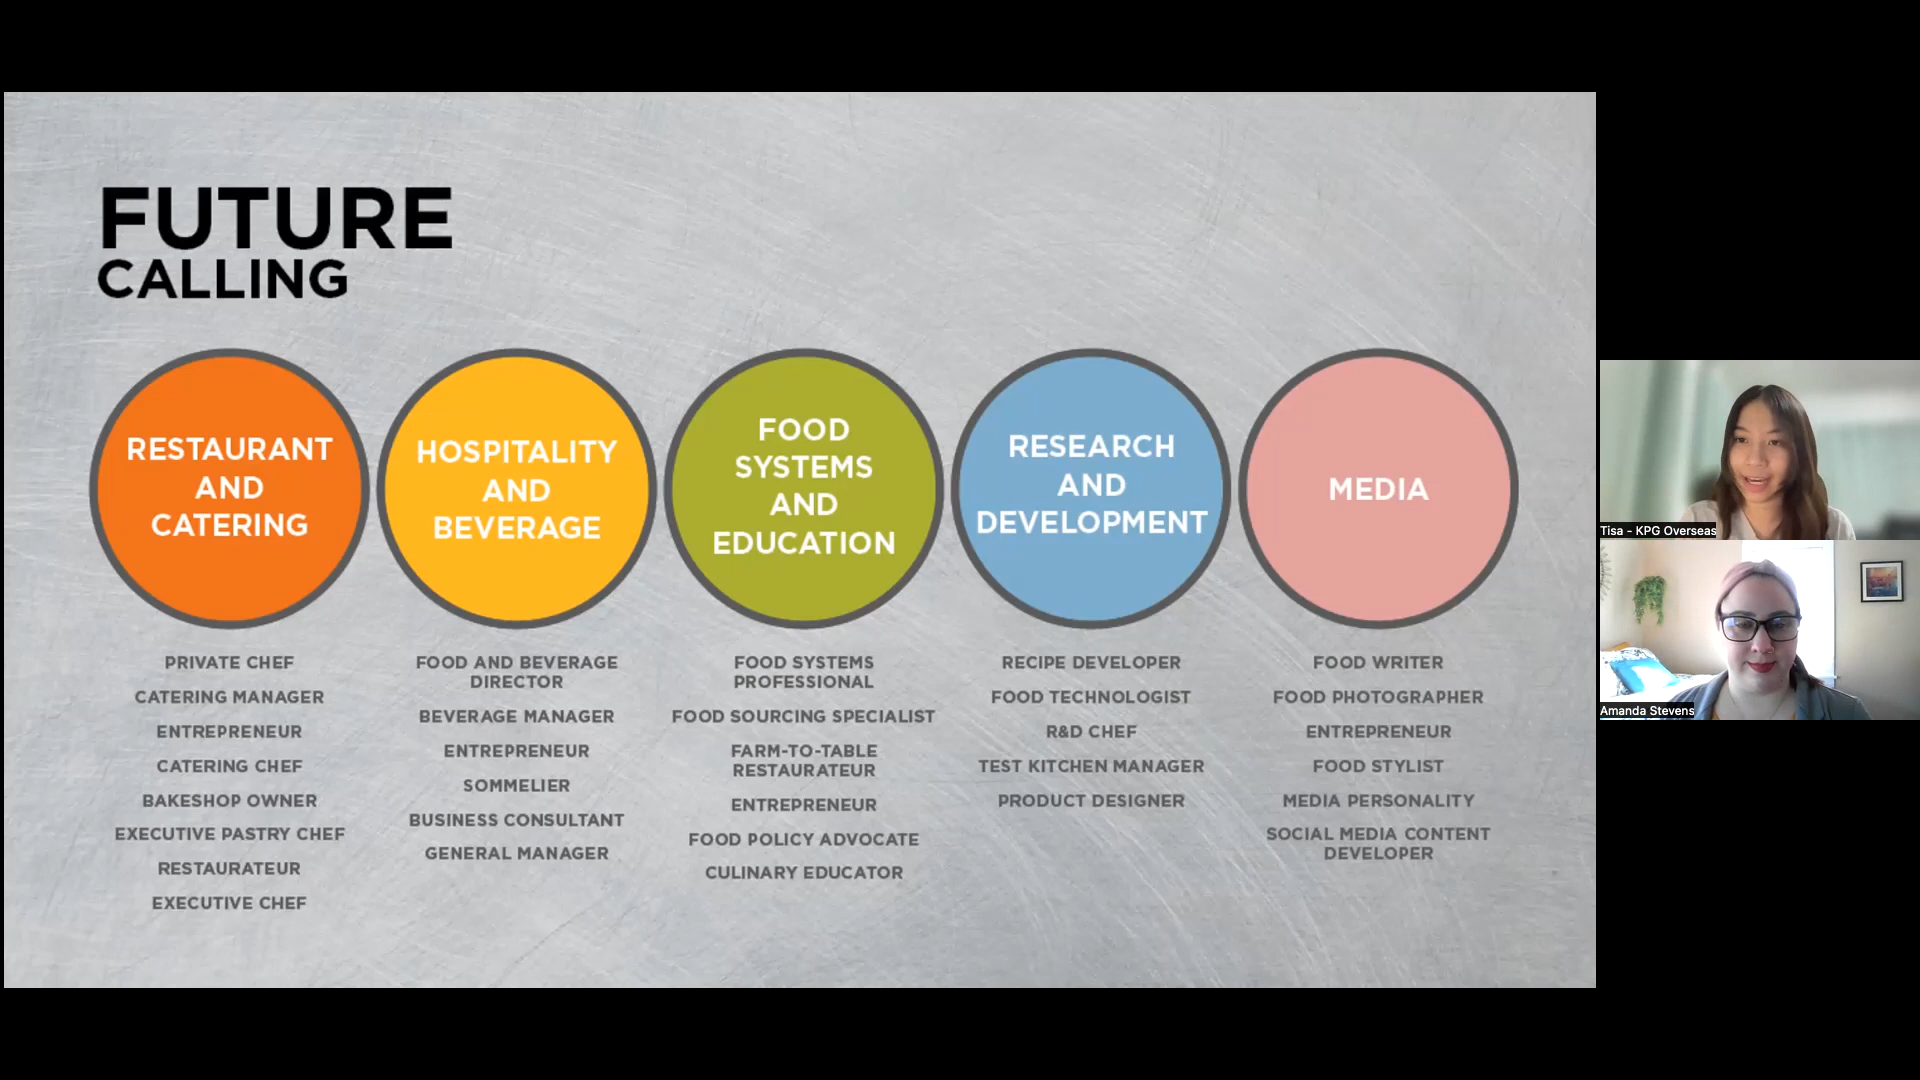 FUTURE
CALLING
RESTAURANT
AND
CATERING
PRIVATE CHEF
CATERING MANAGER
ENTREPRENEUR
CATERING CHEF
BAKESHOP OWNER
EXECUTIVE PASTRY CHEF
RESTAURATEUR
EXECUTIVE CHEF
HOSPITALITY
AND
BEVERAGE
FOOD AND BEVERAGE
DIRECTOR
BEVERAGE MANAGER
ENTREPRENEUR
SOMMELIER
BUSINESS CONSULTANT
GENERAL MANAGER
FOOD
SYSTEMS
AND
EDUCATION
FOOD SYSTEMS
PROFESSIONAL
FOOD SOURCING SPECIALIST
FARM-TO-TABLE
RESTAURATEUR
ENTREPRENEUR
FOOD POLICY ADVOCATE
CULINARY EDUCATOR
RESEARCH
AND
DEVELOPMENT
RECIPE DEVELOPER
FOOD TECHNOLOGIST
R&D CHEF
TEST KITCHEN MANAGER
PRODUCT DESIGNER
MEDIA
FOOD WRITER
FOOD PHOTOGRAPHER
ENTREPRENEUR
FOOD STYLIST
MEDIA PERSONALITY
SOCIAL MEDIA CONTENT
DEVELOPER
Tisa - KPG Overseas
Amanda Stevens